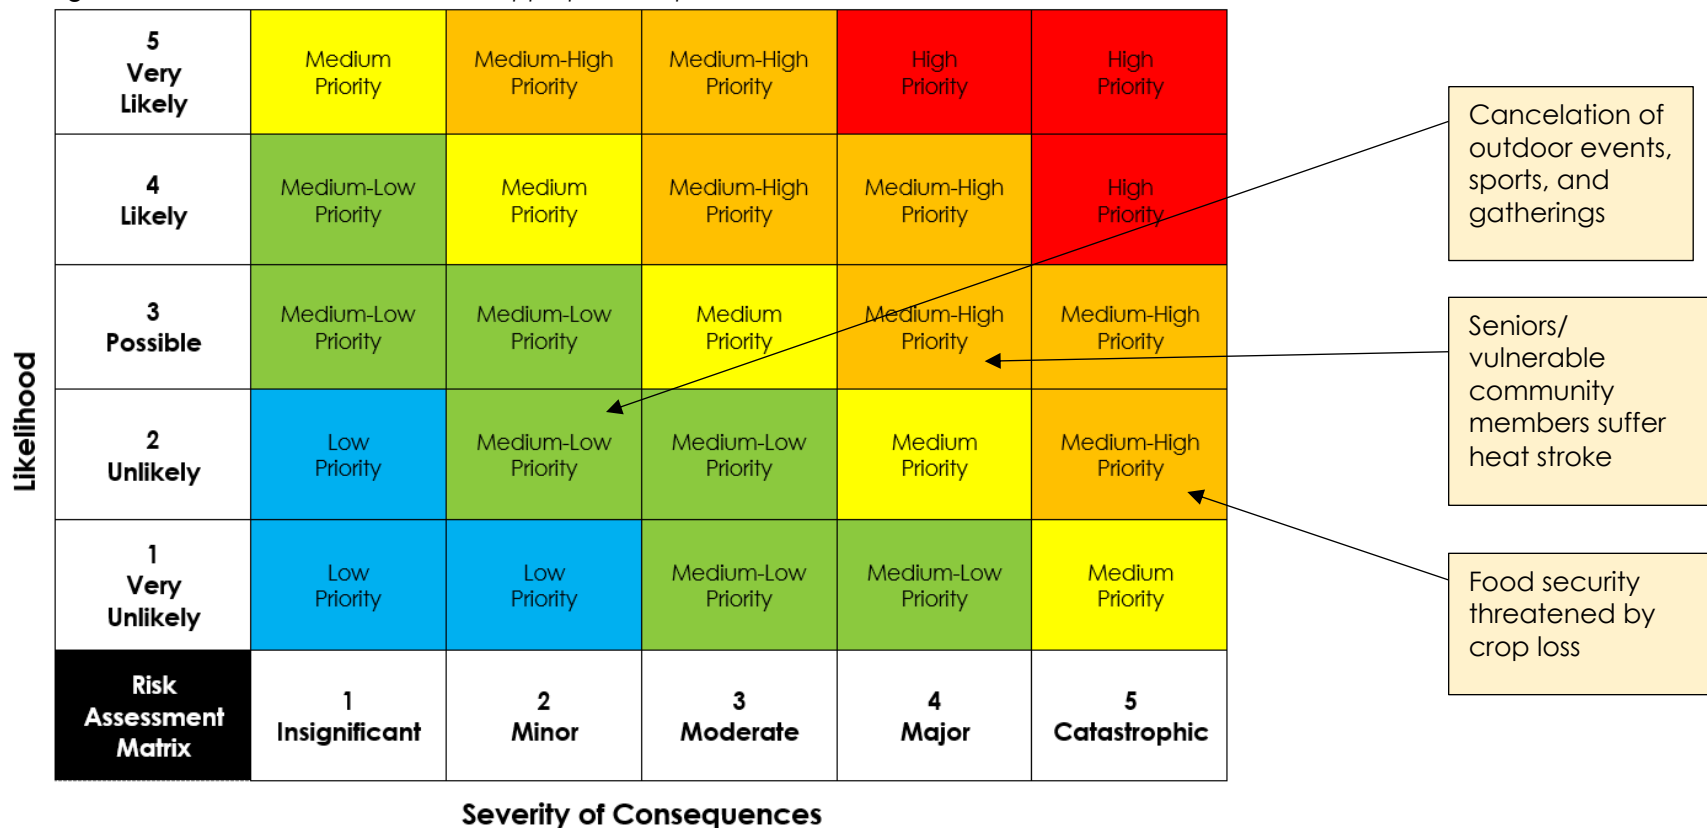 5
Very
Likely
Medium
Priority
Medium-High
Priority
Medium-High
Priority
High
Priority
High
Priority
4
Likely
Medium-Low
Priority
Medium
Priority
Medium-High
Priority
Medium-High
Priority
High
Priority
3
Possible
Medium-Low
Priority
Medium-Low
Priority
Medium
Priority
Medium-High
Priority
Medium-High
Priority
2
Unlikely
Low
Priority
Medium-Low
Priority
Medium-Low
Priority
Medium
Priority
Medium-High
Priority
1
Very
Unlikely
Low
Priority
Low
Priority
Medium-Low
Priority
Medium-Low
Priority
Medium
Priority
Risk
Assessment
Matrix
1
Insignificant
2
Minor
3
Moderate
4
Major
5
Catastrophic
Likelihood
Severity of Consequences
Cancelation of
outdoor events,
sports, and
gatherings
Seniors/
vulnerable
community
members suffer
heat stroke
Food security
threatened by
crop loss